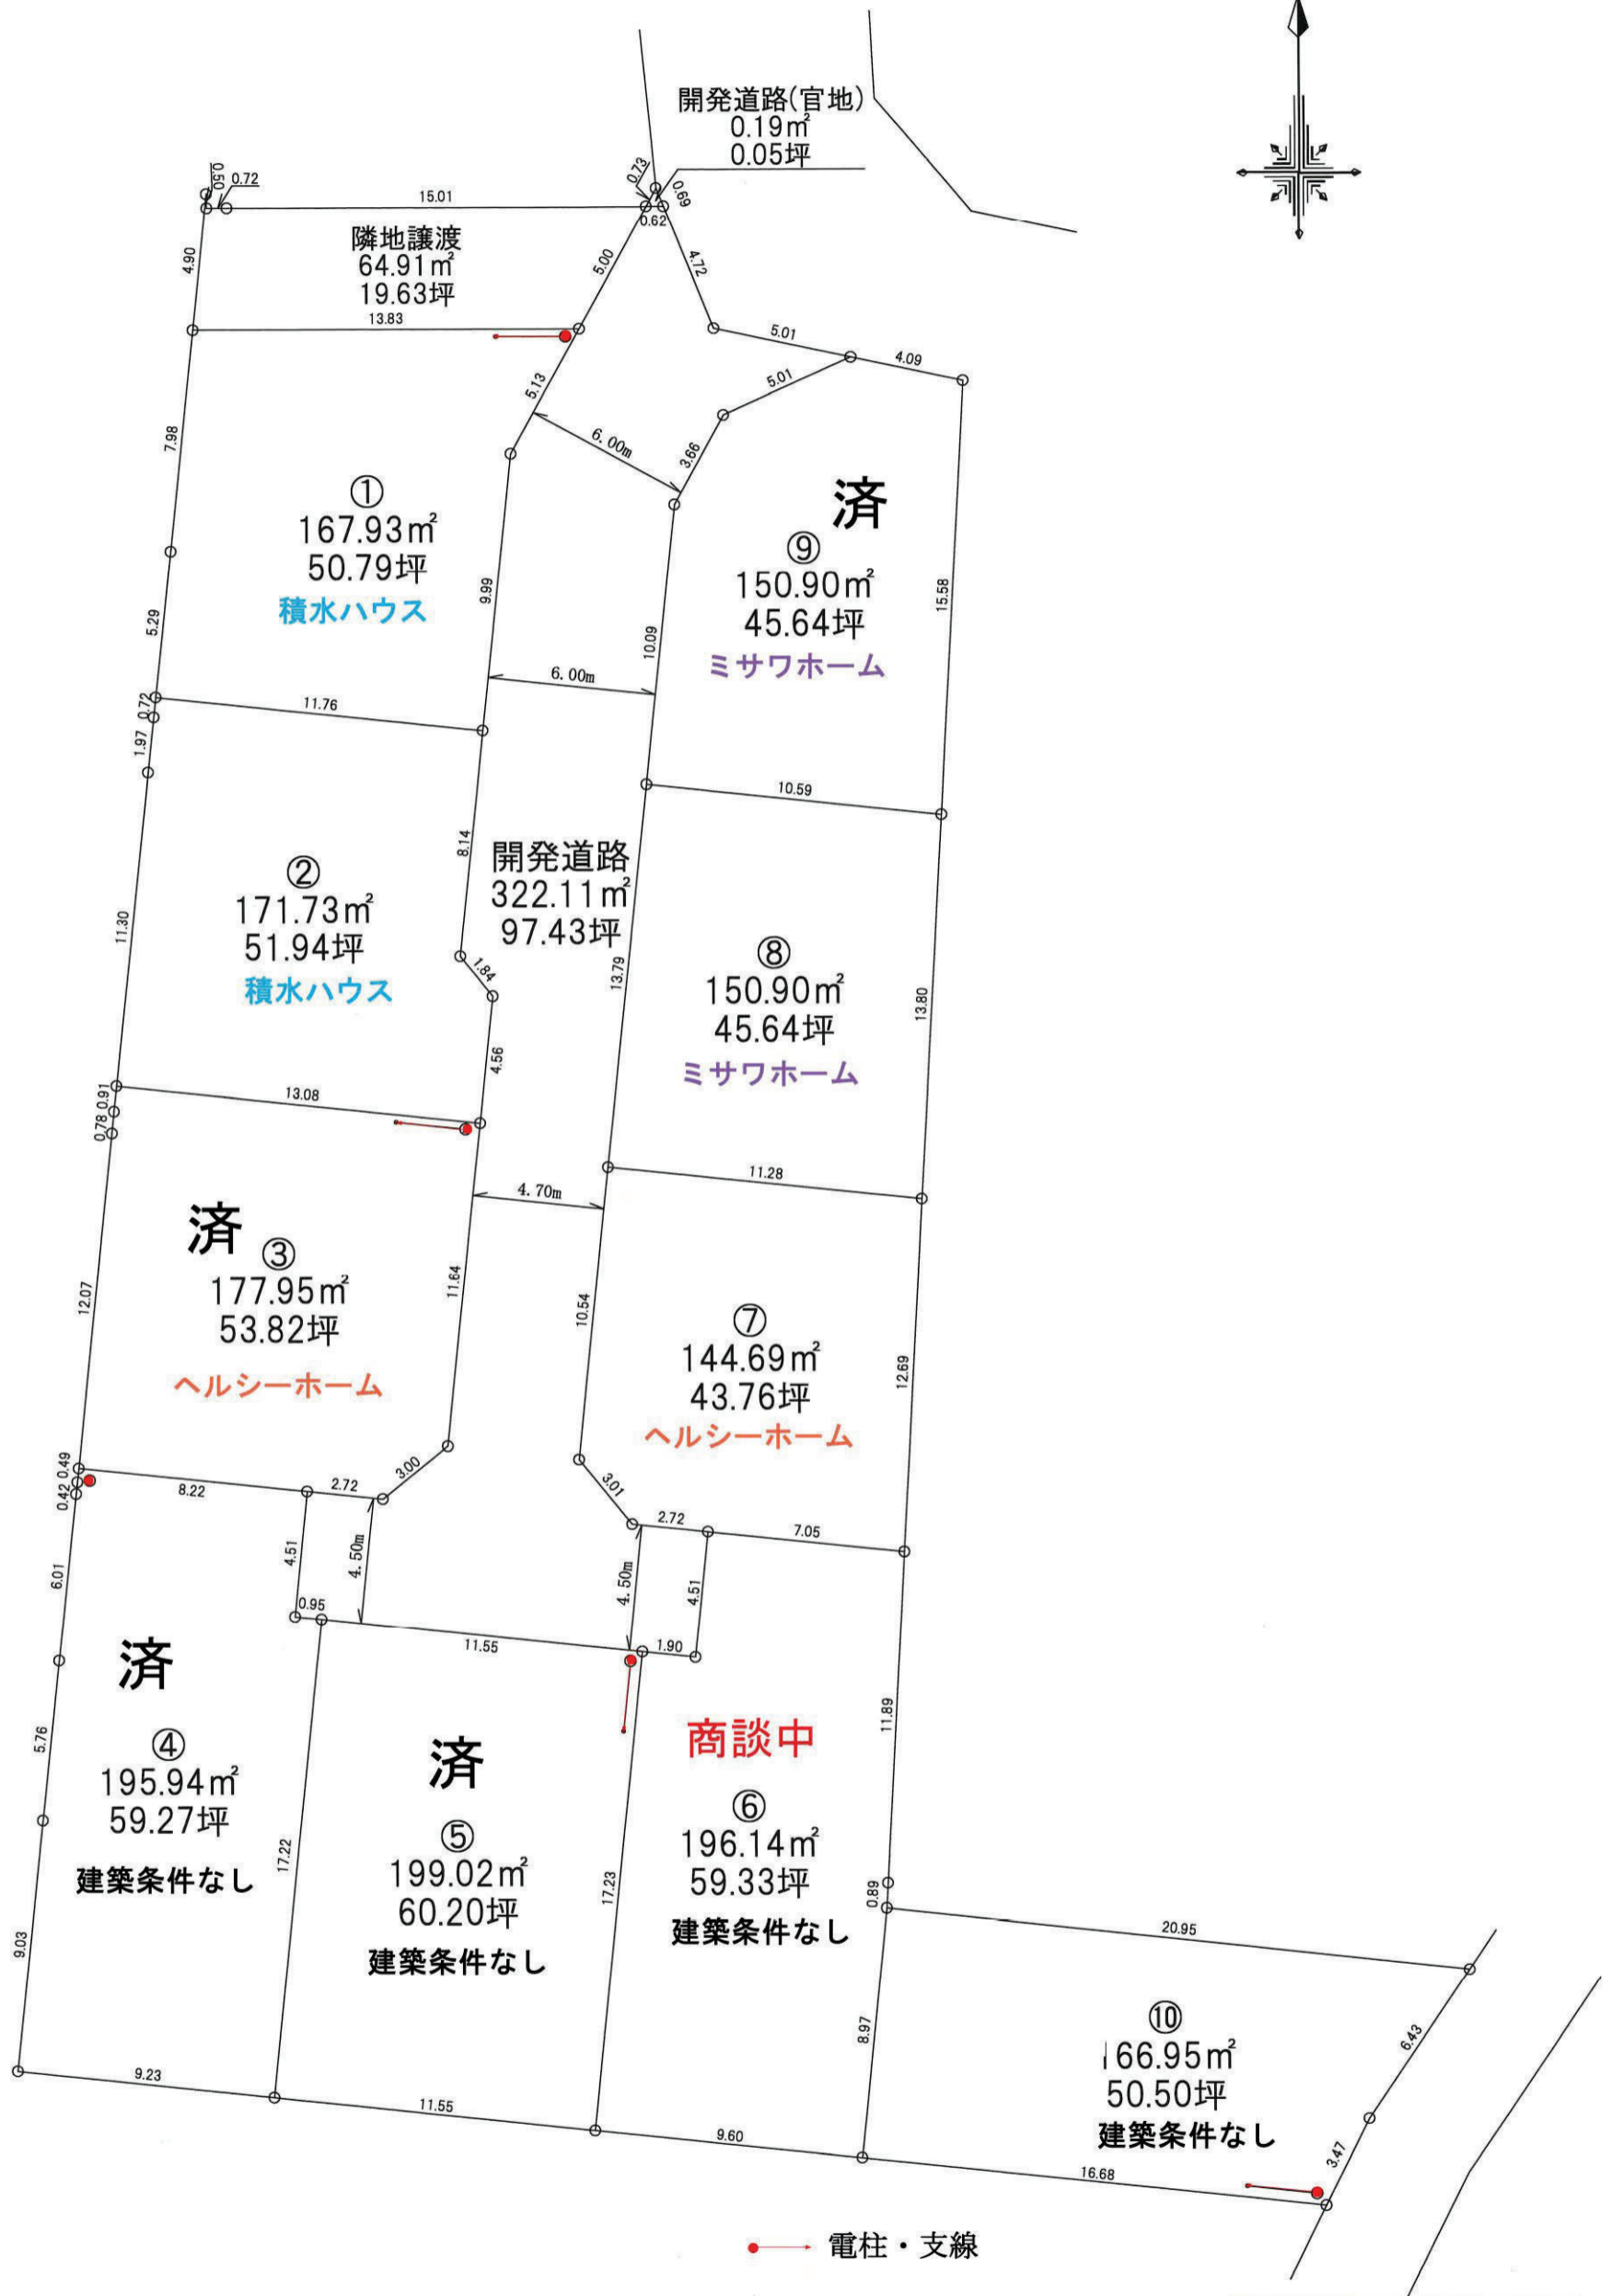 開発道路(官地)
0.19㎡
0.05坪
0.50
0.72
15.01
0.73
0.69
0.62
隣地譲渡
64.91㎡
19.63坪
4.90
5.00
4.72
13.83
5.01
4.09
5.13
5.01
6.00m
3.66
7.98
①
167.93㎡
50.79坪
積水ハウス
済
⑨
150.90㎡
45.64坪
ミサワホーム
9.99
15.58
5.29
10.09
6.00m
0.72
11.76
1.97
10.59
8.14
開発道路
322.11㎡
97.43坪
②
171.73㎡
51.94坪
積水ハウス
11.30
1.84
13.79
⑧
150.90㎡
45.64坪
ミサワホーム
13.80
4.56
0.91
13.08
0.78
11.28
4.70m
済
③
177.95㎡
53.82坪
ヘルシーホーム
12.07
11.64
10.54
⑦
144.69㎡
43.76坪
ヘルシーホーム
12.69
0.49
3.00
0.42
8.22
2.72
3.01
2.72
7.05
4.51
4.50m
4.50m
4.51
6.01
0.95
11.55
1.90
済
④
195.94㎡
59.27坪
建築条件なし
5.76
済
⑤
199.02㎡
60.20坪
建築条件なし
商談中
⑥
196.14㎡
59.33坪
建築条件なし
11.89
17.22
17.23
0.89
9.03
20.95
8.97
⑩
166.95㎡
50.50坪
建築条件なし
6.43
3.47
9.23
11.55
9.60
16.68
電柱・支線